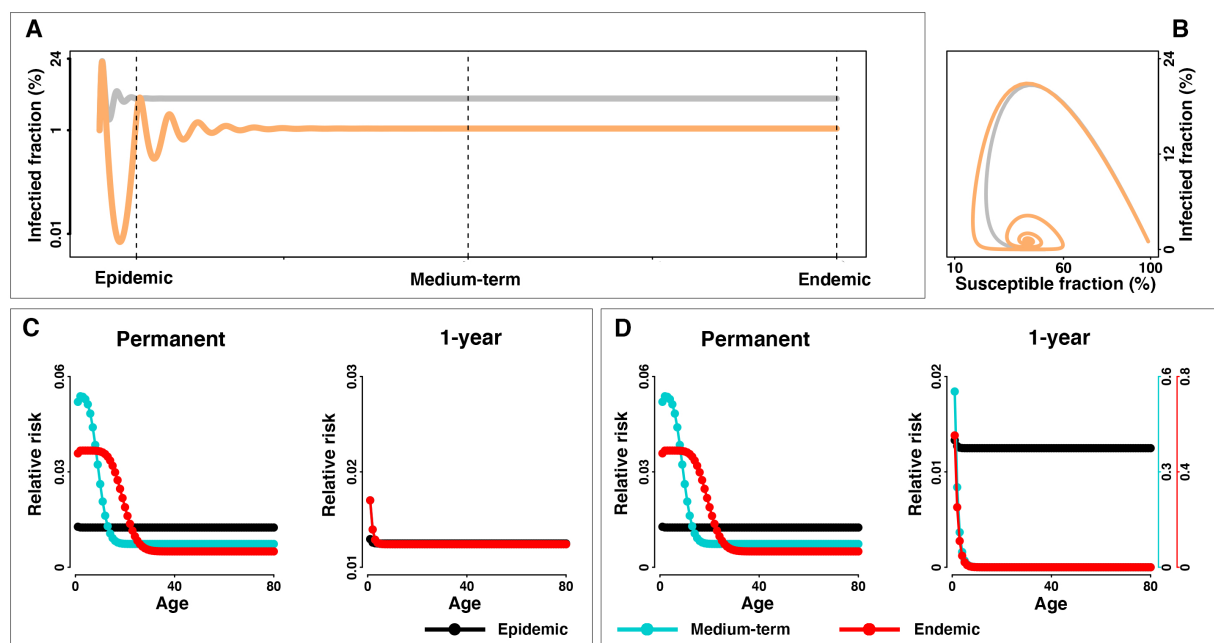 A
Infectied fraction (%)
24
1
0.01
Epidemic
Medium-term
Endemic
B
24
12
0
Infectied fraction (%)
10
60
100
Susceptible fraction (%)
C
Permanent
1-year
Relative risk
0.06
0.03
0
0
40
80
Age
Relative risk
0.03
0.02
0.01
0
40
80
Age
D
Permanent
1-year
Relative risk
0.06
0.03
0
0
40
80
Age
Relative risk
0.02
0.01
0
0
40
80
Age
0.6
0.3
0
0.8
0.4
0
Epidemic
Medium-term
Endemic